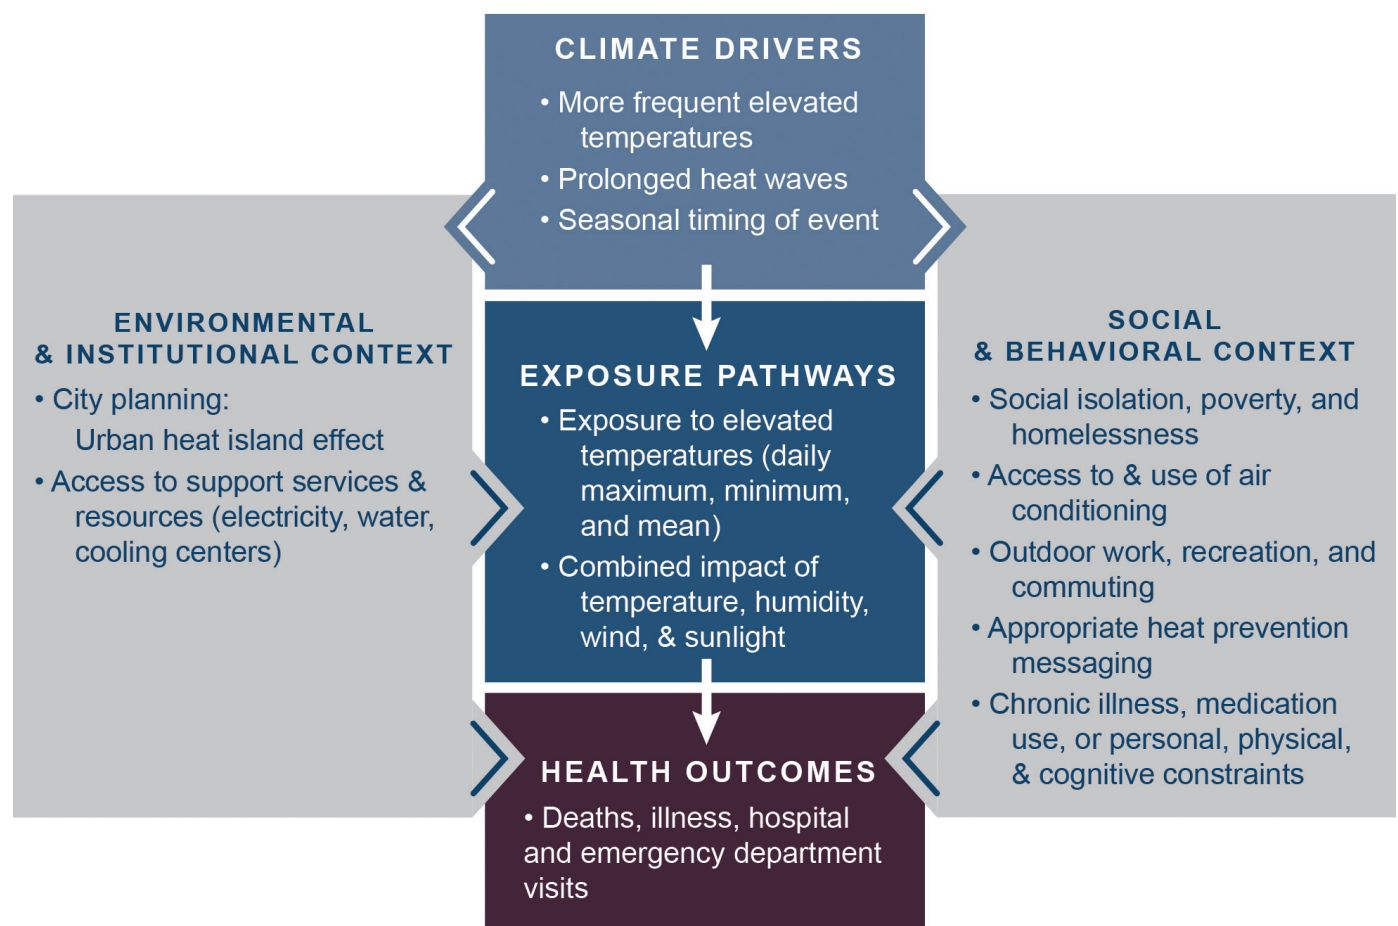 CLIMATE DRIVERS
• More frequent elevated
temperatures
• Prolonged heat waves
• Seasonal timing of event
ENVIRONMENTAL
& INSTITUTIONAL CONTEXT
• City planning:
Urban heat island effect
• Access to support services &
resources (electricity, water,
cooling centers)
EXPOSURE PATHWAYS
• Exposure to elevated
temperatures (daily
maximum, minimum,
and mean)
• Combined impact of
temperature, humidity,
wind, & sunlight
SOCIAL
& BEHAVIORAL CONTEXT
• Social isolation, poverty, and
homelessness
• Access to & use of air
conditioning
• Outdoor work, recreation, and
commuting
• Appropriate heat prevention
messaging
• Chronic illness, medication
use, or personal, physical,
& cognitive constraints
HEALTH OUTCOMES
• Deaths, illness, hospital
and emergency department
visits